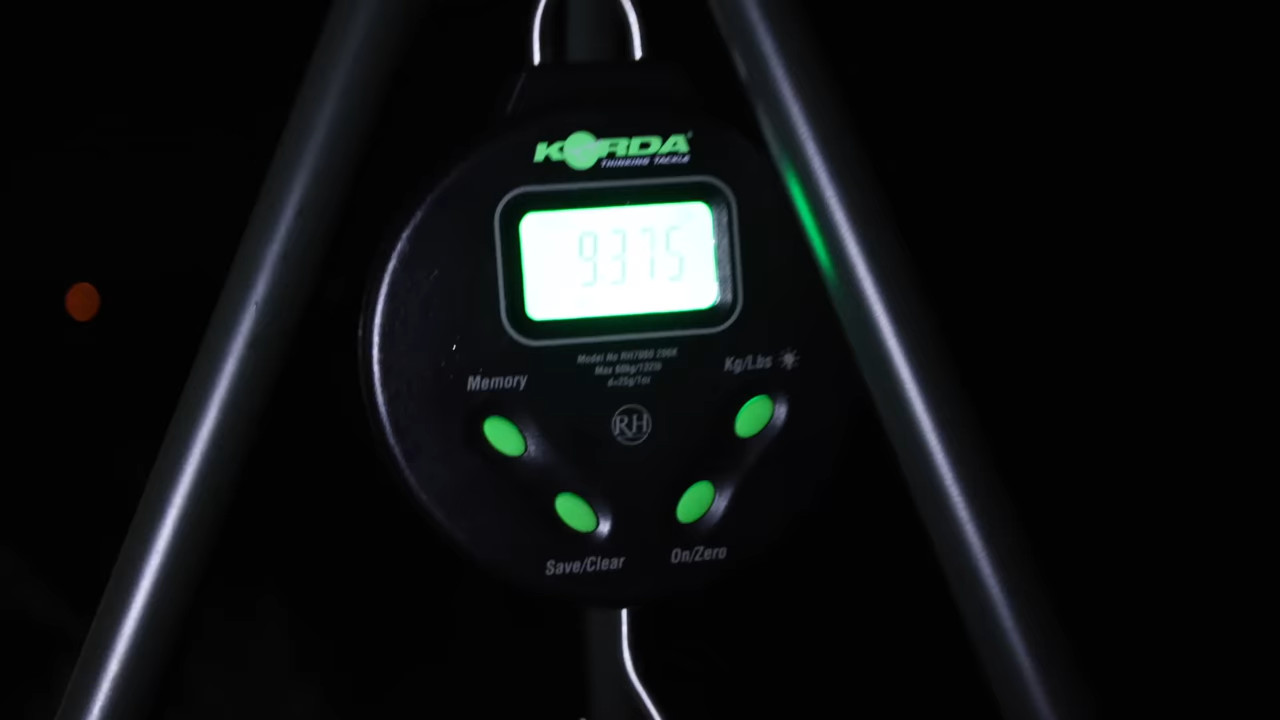 KORDA
THINKING TACKLE
9375
Model No RH7000 200K
Max 60kg/132lb
d=25g/1oz
Memory
Kg/Lbs
RH
Save/Clear
On/Zero